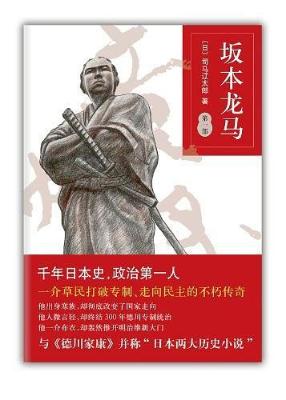 坂本龙马
〔日〕司马辽太郎 著
第一部
千年日本史，政治第一人
一介草民打破专制、走向民主的不朽传奇
他出身寒族，却彻底改变了国家走向
他人微言轻，却终结300年德川专制统治
他一介布衣，却轰然推开明治维新大门
与《德川家康》并称“日本两大历史小说”